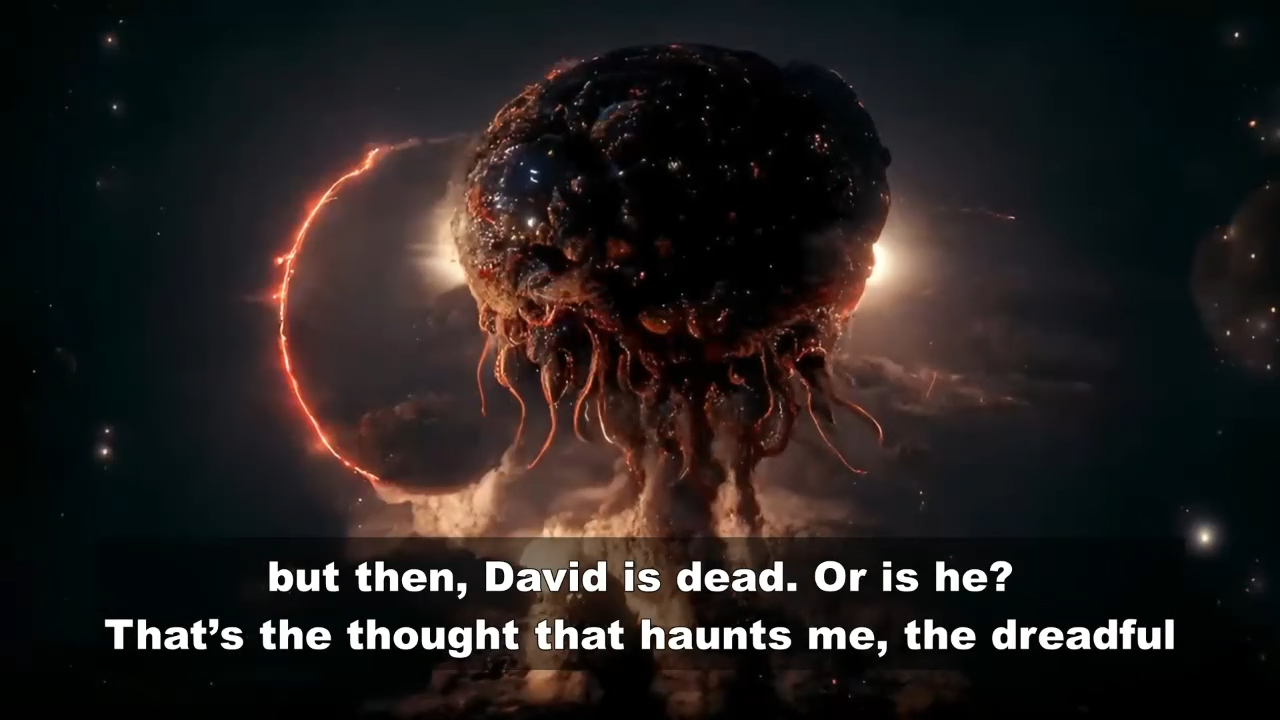 but then, David is dead. Or is he?
That’s the thought that haunts me, the dreadful